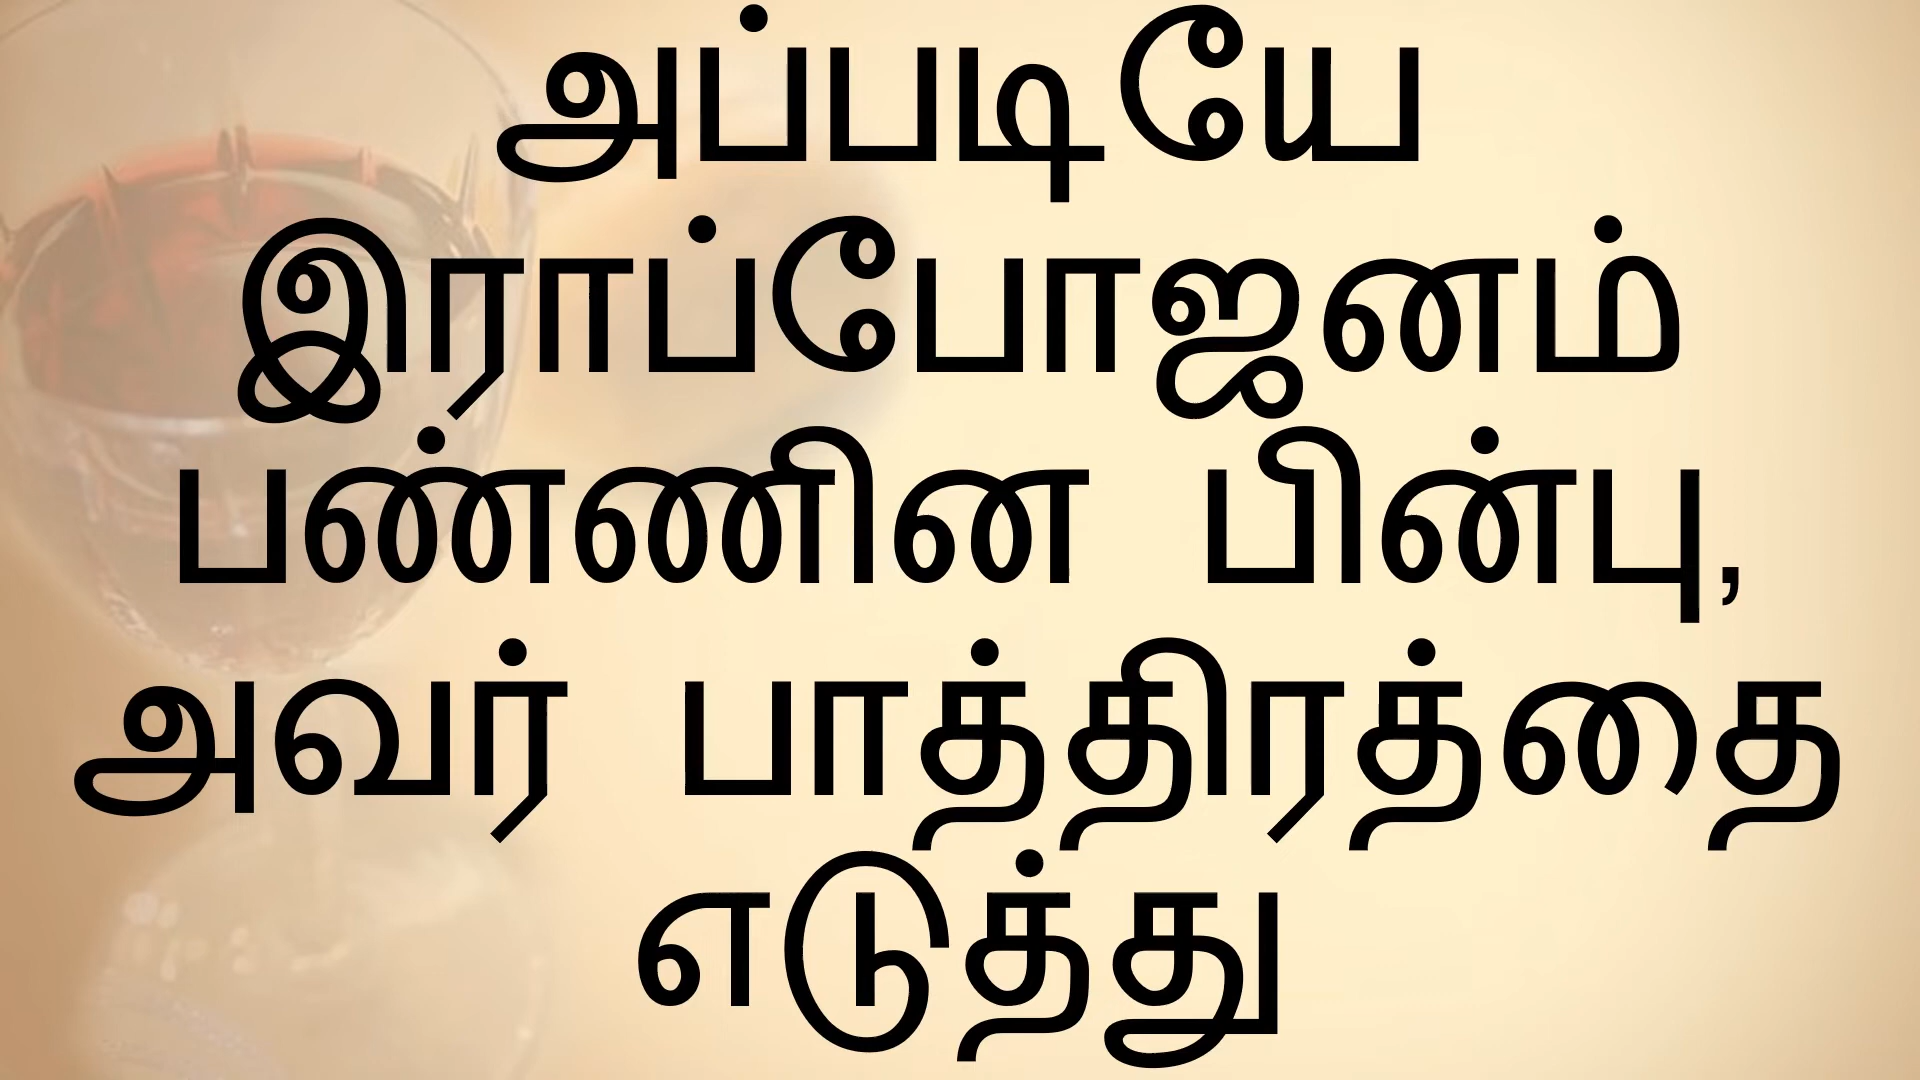 அப்படியே
இராப்போஜனம்
பண்ணின பின்பு,
அவர் பாத்திரத்தை
எடுத்து